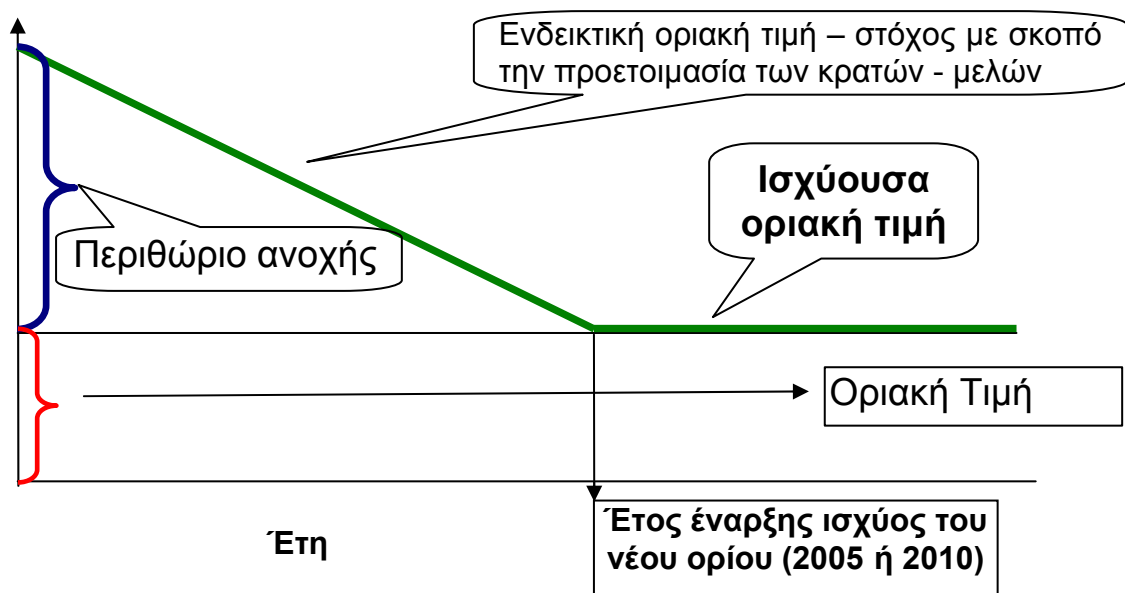 Ενδεικτική οριακή τιμή – στόχος με σκοπό
την προετοιμασία των κρατών - μελών
Ισχύουσα
οριακή τιμή
Περιθώριο ανοχής
Οριακή Τιμή
Έτος έναρξης ισχύος του
νέου ορίου (2005 ή 2010)
Έτη